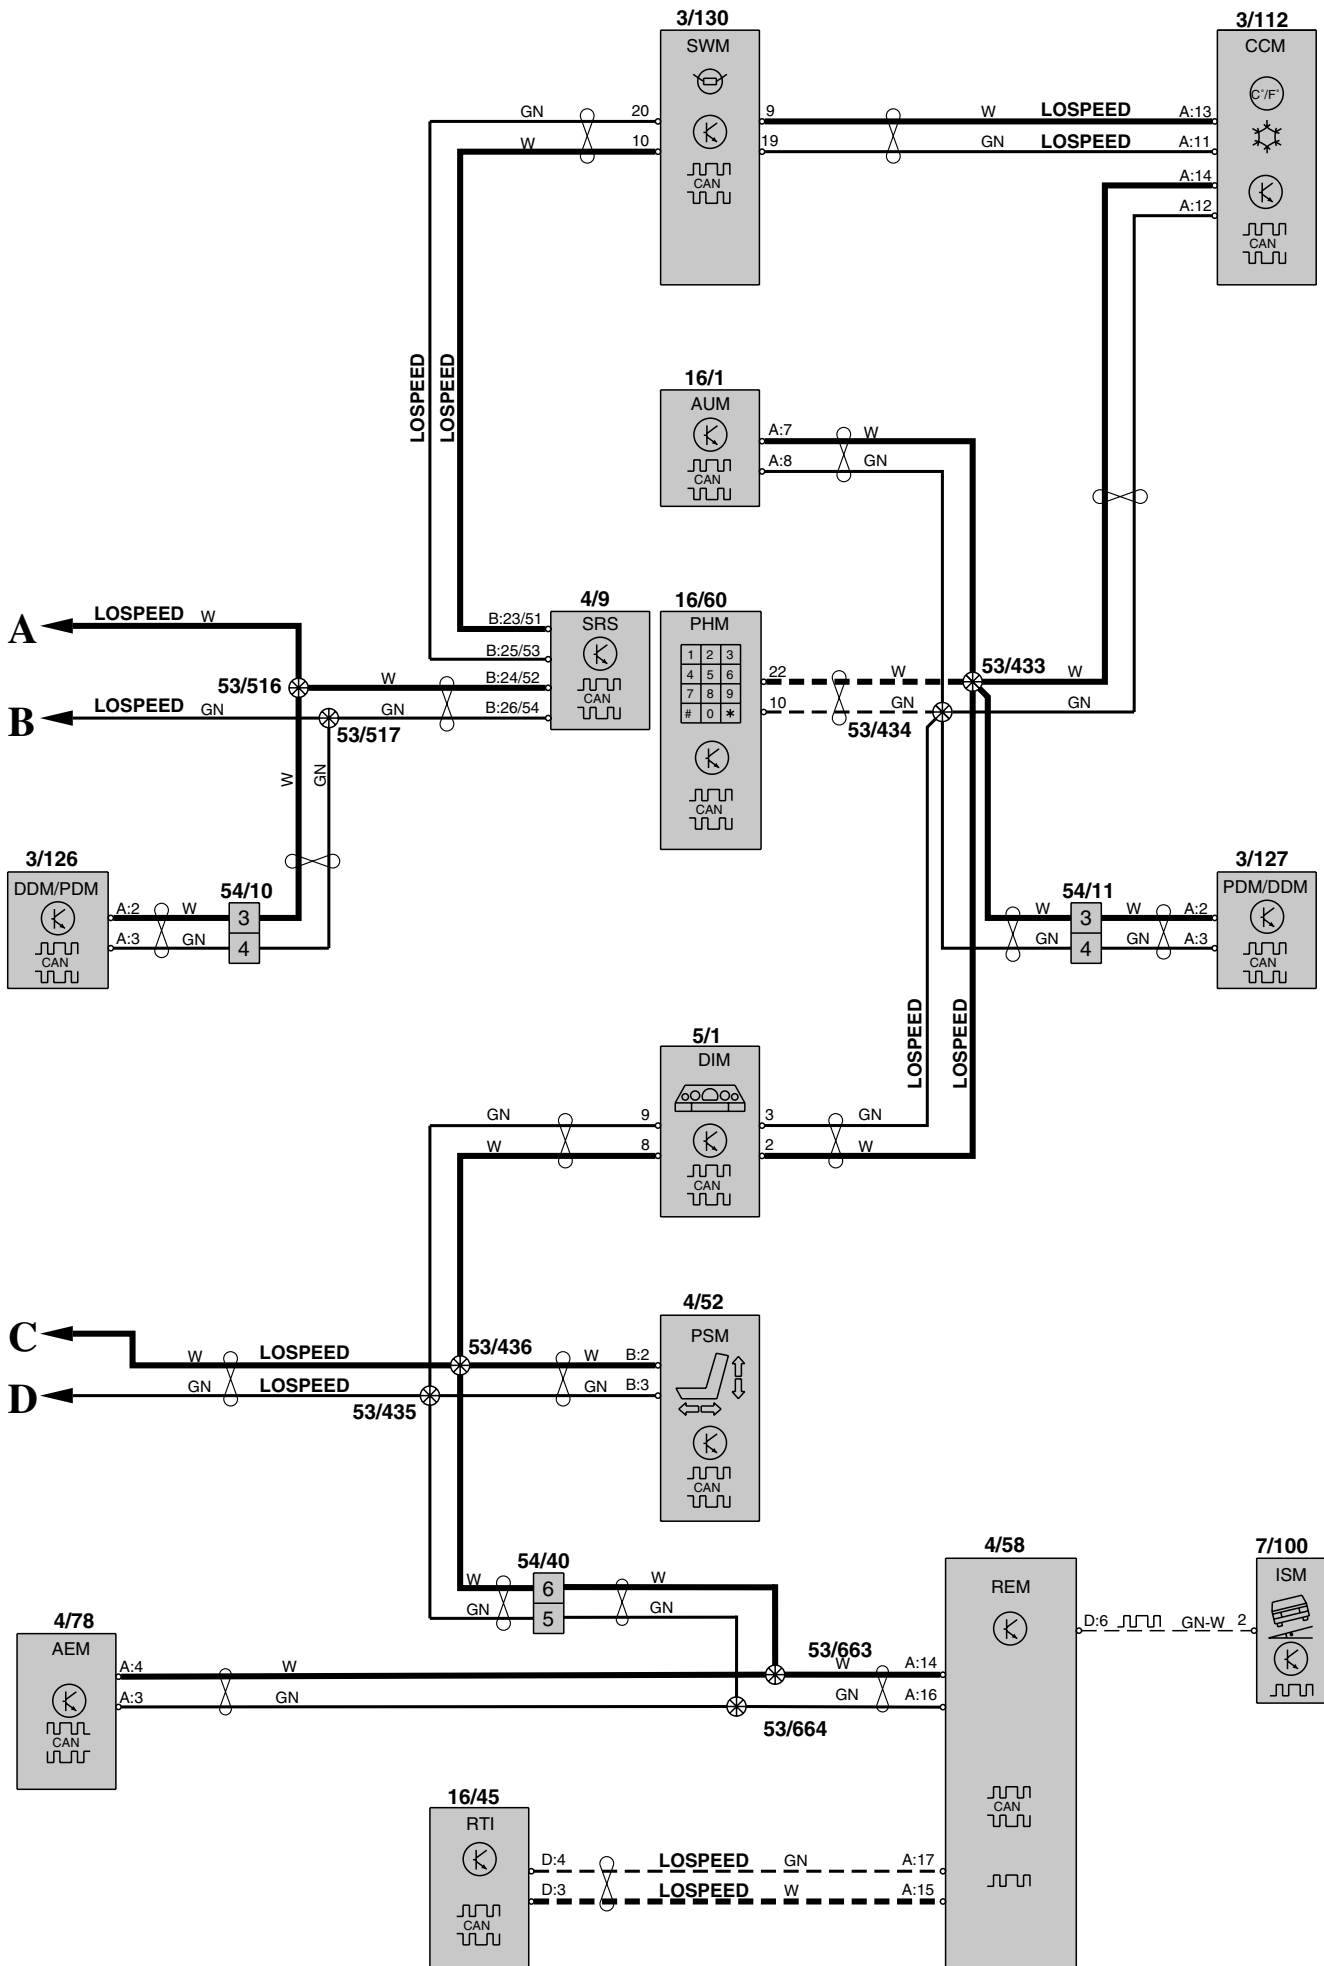 3/130
3/112
SWM
CCM
C°/F°
GN
20
9
W
LOSPEED
A:13
W
10
19
GN
LOSPEED
A:11
CAN
A:14
A:12
CAN
LOSPEED
LOSPEED
16/1
AUM
A:7
W
A:8
GN
CAN
A
LOSPEED
W
4/9
16/60
B:23/51
SRS
PHM
B:25/53
1 2 3
4 5 6
7 8 9
# 0 *
22
W
53/433
W
53/516
W
B:24/52
CAN
B
LOSPEED
GN
GN
B:26/54
10
GN
GN
53/517
53/434
W
GN
CAN
3/126
3/127
DDM/PDM
54/10
54/11
PDM/DDM
A:2
W
3
W
3
W
A:2
A:3
GN
4
GN
4
GN
A:3
CAN
CAN
LOSPEED
LOSPEED
5/1
DIM
GN
9
3
GN
W
8
2
W
CAN
4/52
C
PSM
53/436
W
LOSPEED
W
B:2
D
GN
LOSPEED
GN
B:3
53/435
CAN
4/58
7/100
54/40
REM
ISM
W
6
W
GN
5
GN
4/78
D:6
GN-W
2
AEM
53/663
A:4
W
W
A:14
A:3
GN
GN
A:16
CAN
53/664
16/45
CAN
RTI
D:4
LOSPEED
GN
A:17
D:3
LOSPEED
W
A:15
CAN